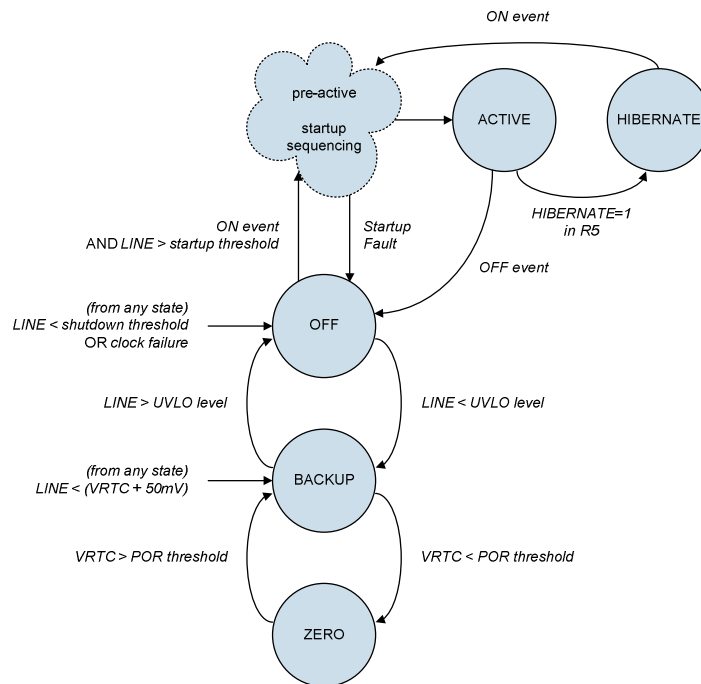 ON event
pre-active
startup
sequencing
ACTIVE
HIBERNATE
HIBERNATE=1
in R5
ON event
AND LINE > startup threshold
Startup
Fault
OFF event
(from any state)
LINE < shutdown threshold
OR clock failure
OFF
LINE > UVLO level
LINE < UVLO level
(from any state)
LINE < (VRTC + 50mV)
BACKUP
VRTC > POR threshold
VRTC < POR threshold
ZERO